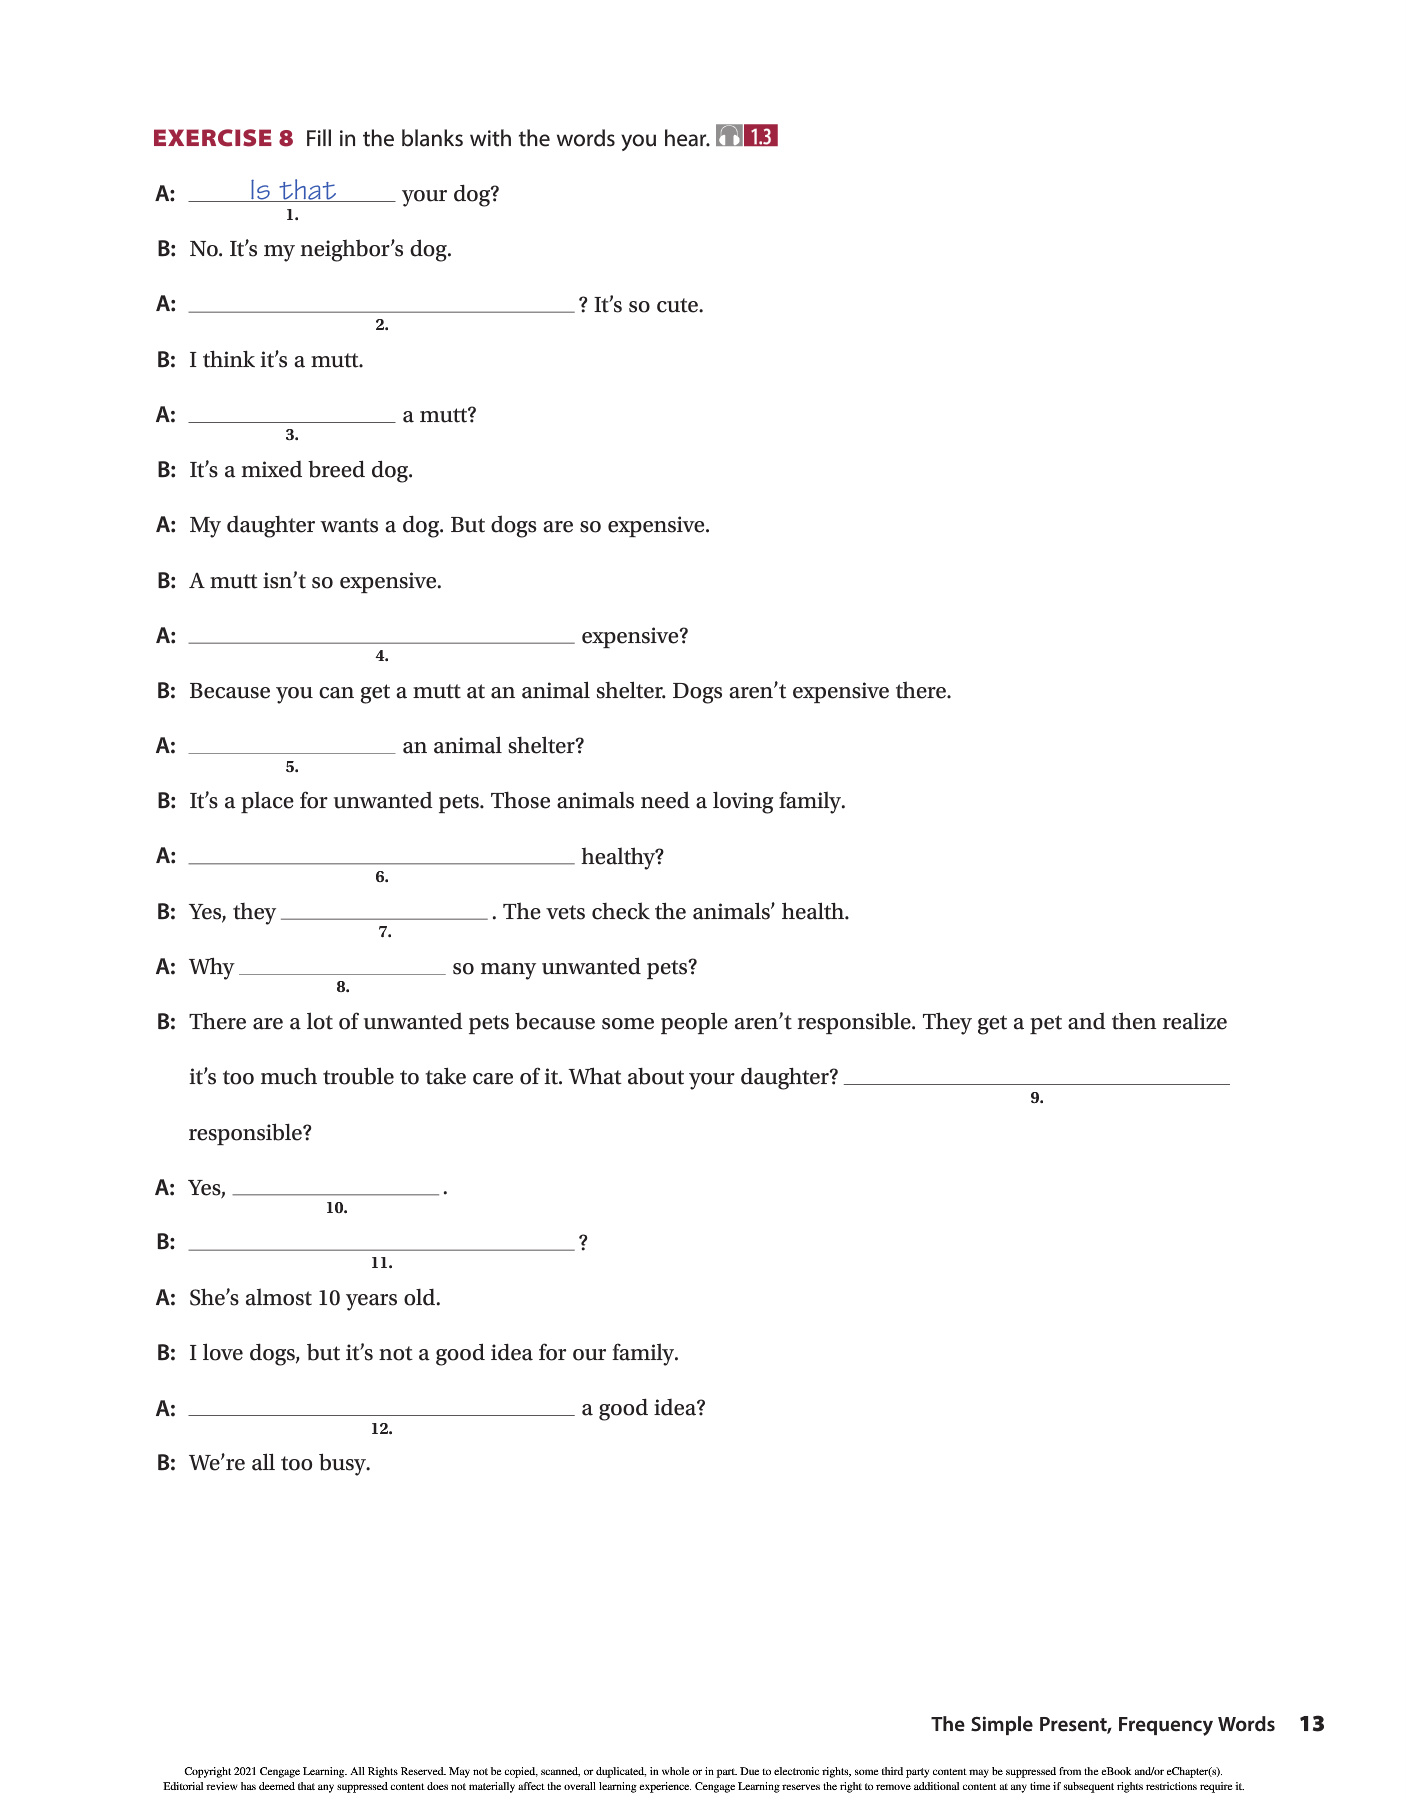 EXERCISE 8 Fill in the blanks with the words you hear. 1.3
A: Is that your dog?
1.
B: No. It’s my neighbor’s dog.
A: ? It’s so cute.
2.
B: I think it’s a mutt.
A: a mutt?
3.
B: It’s a mixed breed dog.
A: My daughter wants a dog. But dogs are so expensive.
B: A mutt isn’t so expensive.
A: expensive?
4.
B: Because you can get a mutt at an animal shelter. Dogs aren’t expensive there.
A: an animal shelter?
5.
B: It’s a place for unwanted pets. Those animals need a loving family.
A: healthy?
6.
B: Yes, they . The vets check the animals’ health.
7.
A: Why so many unwanted pets?
8.
B: There are a lot of unwanted pets because some people aren’t responsible. They get a pet and then realize
it’s too much trouble to take care of it. What about your daughter?
9.
responsible?
A: Yes, .
10.
B: ?
11.
A: She’s almost 10 years old.
B: I love dogs, but it’s not a good idea for our family.
A: a good idea?
12.
B: We’re all too busy.
The Simple Present, Frequency Words 13
Copyright 2021 Cengage Learning. All Rights Reserved. May not be copied, scanned, or duplicated, in whole or in part. Due to electronic rights, some third party content may be suppressed from the eBook and/or eChapter(s).
Editorial review has deemed that any suppressed content does not materially affect the overall learning experience. Cengage Learning reserves the right to remove additional content at any time if subsequent rights restrictions require it.